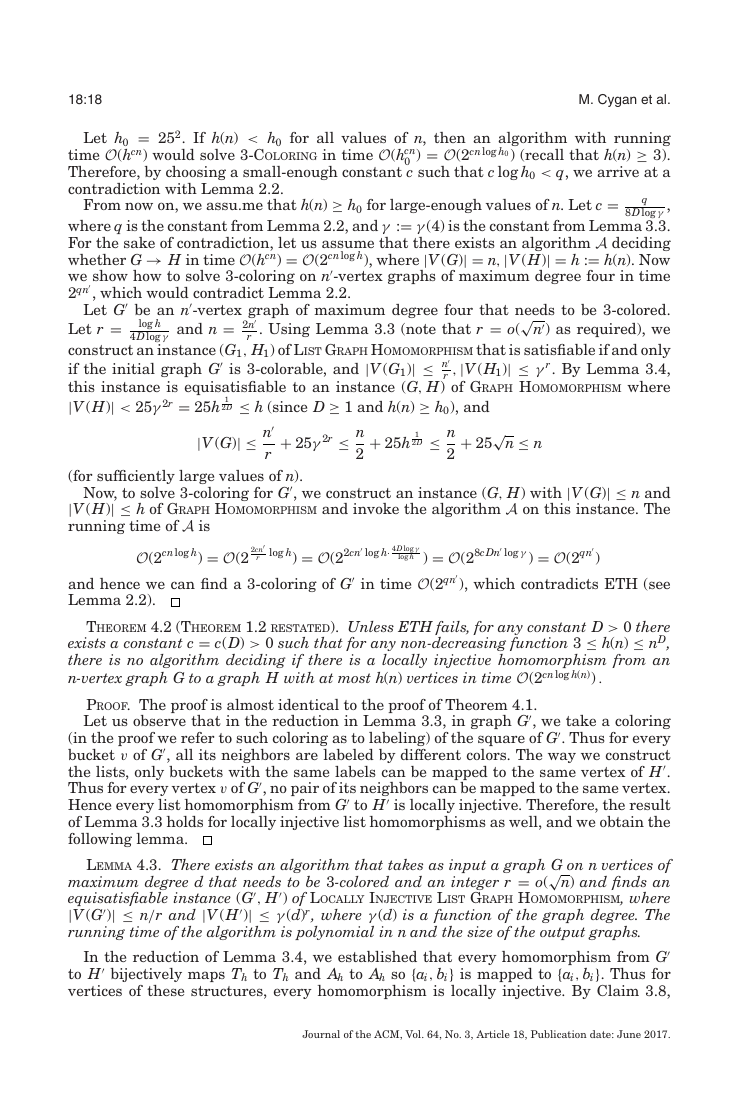 18:18 M. Cygan et al.
Let h₀ = 25². If h(n) < h₀ for all values of n, then an algorithm with running
time 𝒪(h^{cn}) would solve 3-COLORING in time 𝒪(h₀^{cn}) = 𝒪(2^{cn log h₀}) (recall that h(n) ≥ 3).
Therefore, by choosing a small-enough constant c such that c log h₀ < q, we arrive at a
contradiction with Lemma 2.2.
From now on, we assu.me that h(n) ≥ h₀ for large-enough values of n. Let c = \frac{q}{8D log γ},
where q is the constant from Lemma 2.2, and γ := γ(4) is the constant from Lemma 3.3.
For the sake of contradiction, let us assume that there exists an algorithm 𝒜 deciding
whether G → H in time 𝒪(h^{cn}) = 𝒪(2^{cn log h}), where |V(G)| = n, |V(H)| = h := h(n). Now
we show how to solve 3-coloring on n′-vertex graphs of maximum degree four in time
2^{qn′}, which would contradict Lemma 2.2.
Let G′ be an n′-vertex graph of maximum degree four that needs to be 3-colored.
Let r = \frac{log h}{4D log γ} and n = \frac{2n′}{r}. Using Lemma 3.3 (note that r = o(√n′) as required), we
construct an instance (G₁, H₁) of LIST GRAPH HOMOMORPHISM that is satisfiable if and only
if the initial graph G′ is 3-colorable, and |V(G₁)| ≤ \frac{n′}{r}, |V(H₁)| ≤ γ^r. By Lemma 3.4,
this instance is equisatisfiable to an instance (G, H) of GRAPH HOMOMORPHISM where
|V(H)| < 25γ^{2r} = 25h^{\frac{1}{2D}} ≤ h (since D ≥ 1 and h(n) ≥ h₀), and
|V(G)| ≤ \frac{n′}{r} + 25γ^{2r} ≤ \frac{n}{2} + 25h^{\frac{1}{2D}} ≤ \frac{n}{2} + 25√n ≤ n
(for sufficiently large values of n).
Now, to solve 3-coloring for G′, we construct an instance (G, H) with |V(G)| ≤ n and
|V(H)| ≤ h of GRAPH HOMOMORPHISM and invoke the algorithm 𝒜 on this instance. The
running time of 𝒜 is
𝒪(2^{cn log h}) = 𝒪(2^{\frac{2cn′}{r} log h}) = 𝒪(2^{2cn′ log h·\frac{4D log γ}{log h}}) = 𝒪(2^{8cDn′ log γ}) = 𝒪(2^{qn′})
and hence we can find a 3-coloring of G′ in time 𝒪(2^{qn′}), which contradicts ETH (see
Lemma 2.2). □
THEOREM 4.2 (THEOREM 1.2 RESTATED). Unless ETH fails, for any constant D > 0 there
exists a constant c = c(D) > 0 such that for any non-decreasing function 3 ≤ h(n) ≤ n^D,
there is no algorithm deciding if there is a locally injective homomorphism from an
n-vertex graph G to a graph H with at most h(n) vertices in time 𝒪(2^{cn log h(n)}).
PROOF. The proof is almost identical to the proof of Theorem 4.1.
Let us observe that in the reduction in Lemma 3.3, in graph G′, we take a coloring
(in the proof we refer to such coloring as to labeling) of the square of G′. Thus for every
bucket v of G′, all its neighbors are labeled by different colors. The way we construct
the lists, only buckets with the same labels can be mapped to the same vertex of H′.
Thus for every vertex v of G′, no pair of its neighbors can be mapped to the same vertex.
Hence every list homomorphism from G′ to H′ is locally injective. Therefore, the result
of Lemma 3.3 holds for locally injective list homomorphisms as well, and we obtain the
following lemma. □
LEMMA 4.3. There exists an algorithm that takes as input a graph G on n vertices of
maximum degree d that needs to be 3-colored and an integer r = o(√n) and finds an
equisatisfiable instance (G′, H′) of LOCALLY INJECTIVE LIST GRAPH HOMOMORPHISM, where
|V(G′)| ≤ n/r and |V(H′)| ≤ γ(d)^r, where γ(d) is a function of the graph degree. The
running time of the algorithm is polynomial in n and the size of the output graphs.
In the reduction of Lemma 3.4, we established that every homomorphism from G′
to H′ bijectively maps T_h to T_h and A_h to A_h so {a_i, b_i} is mapped to {a_i, b_i}. Thus for
vertices of these structures, every homomorphism is locally injective. By Claim 3.8,
Journal of the ACM, Vol. 64, No. 3, Article 18, Publication date: June 2017.